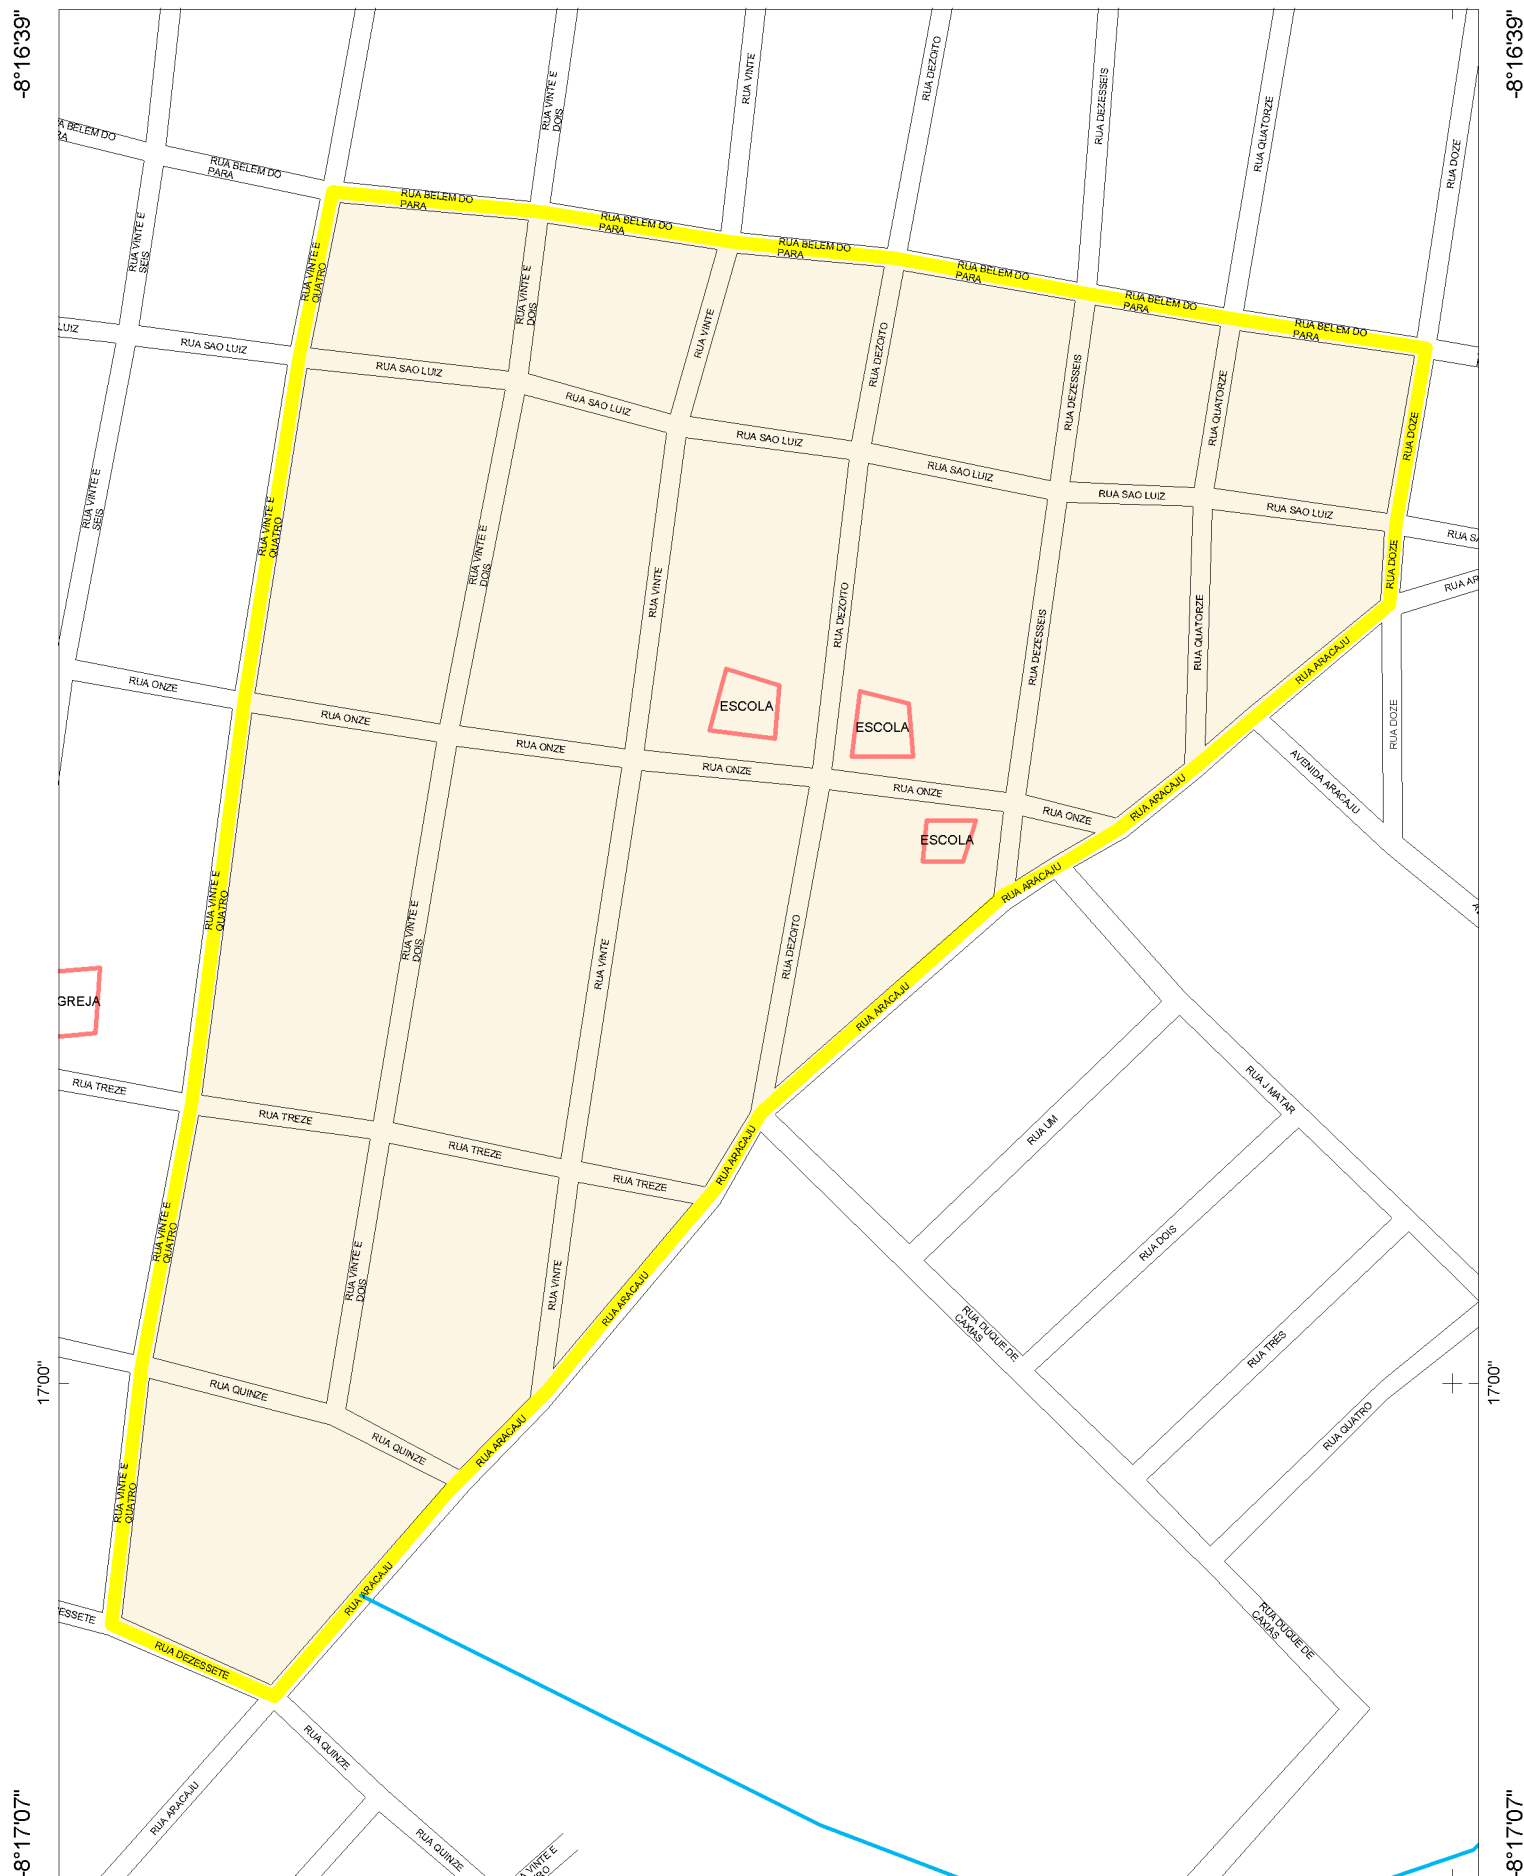 -8°16'39"
-8°16'39"
RUA VINTE E
DOIS
RUA VINTE
RUA DEZOITO
RUA DEZESSEIS
RUA QUATORZE
RUA DOZE
A BELEM DO
RA
RUA BELEM DO
PARA
RUA BELEM DO
PARA
RUA BELEM DO
PARA
RUA BELEM DO
PARA
RUA BELEM DO
PARA
RUA BELEM DO
PARA
RUA BELEM DO
PARA
RUA VINTE E
SEIS
RUA VINTE E
QUATRO
RUA VINTE E
DOIS
RUA VINTE
RUA DEZOITO
RUA DEZESSEIS
RUA QUATORZE
RUA DOZE
LUIZ
RUA SAO LUIZ
RUA SAO LUIZ
RUA SAO LUIZ
RUA SAO LUIZ
RUA SAO LUIZ
RUA SAO LUIZ
RUA SAO LUIZ
RUA SA
RUA VINTE E
SEIS
RUA VINTE E
QUATRO
RUA VINTE E
DOIS
RUA VINTE
RUA DEZOITO
RUA DEZESSEIS
RUA QUATORZE
RUA DOZE
RUA AR
RUA ARACAJU
RUA DOZE
ESCOLA
ESCOLA
RUA ONZE
RUA ONZE
RUA ONZE
RUA ONZE
RUA ONZE
RUA ONZE
RUA ARACAJU
AVENIDA ARACAJU
ESCOLA
RUA ARACAJU
RUA VINTE E
QUATRO
RUA VINTE E
DOIS
RUA VINTE
RUA DEZOITO
RUA ARACAJU
GREJA
RUA TREZE
RUA TREZE
RUA TREZE
RUA TREZE
RUA ARACAJU
RUA UM
RUA J MATAR
RUA VINTE E
QUATRO
RUA VINTE E
DOIS
RUA VINTE
RUA ARACAJU
RUA DOIS
RUA DUQUE DE
CAXIAS
RUA TRES
17'00"
17'00"
RUA QUINZE
RUA QUINZE
RUA ARACAJU
RUA QUATRO
RUA VINTE E
QUATRO
RUA ARACAJU
ESSETE
RUA DEZESSETE
RUA DUQUE DE
CAXIAS
RUA QUINZE
RUA ARACAJU
RUA QUINZE
A VINTE E
RO
-8°17'07"
-8°17'07"